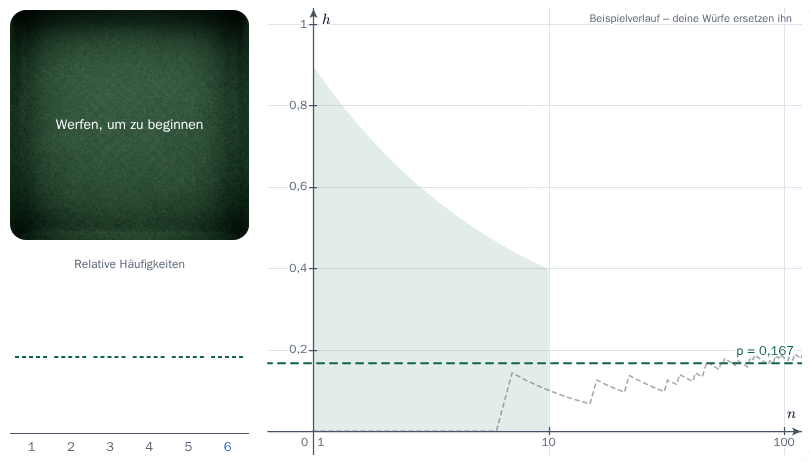 Werfen, um zu beginnen
Relative Häufigkeiten
1 2 3 4 5 6
h
Beispielverlauf – deine Würfe ersetzen ihn
1
0,8
0,6
0,4
0,2
p = 0,167
n
0 1 10 100